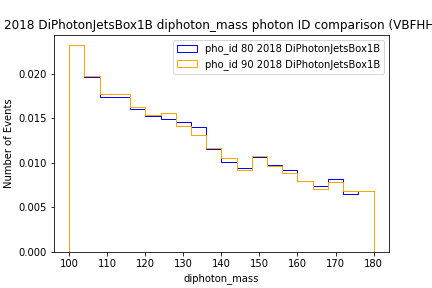 2018 DiPhotonJetsBox1B diphoton_mass photon ID comparison (VBFHH
pho_id 80 2018 DiPhotonJetsBox1B
pho_id 90 2018 DiPhotonJetsBox1B
Number of Events
0.020
0.015
0.010
0.005
0.000
100 110 120 130 140 150 160 170 180
diphoton_mass